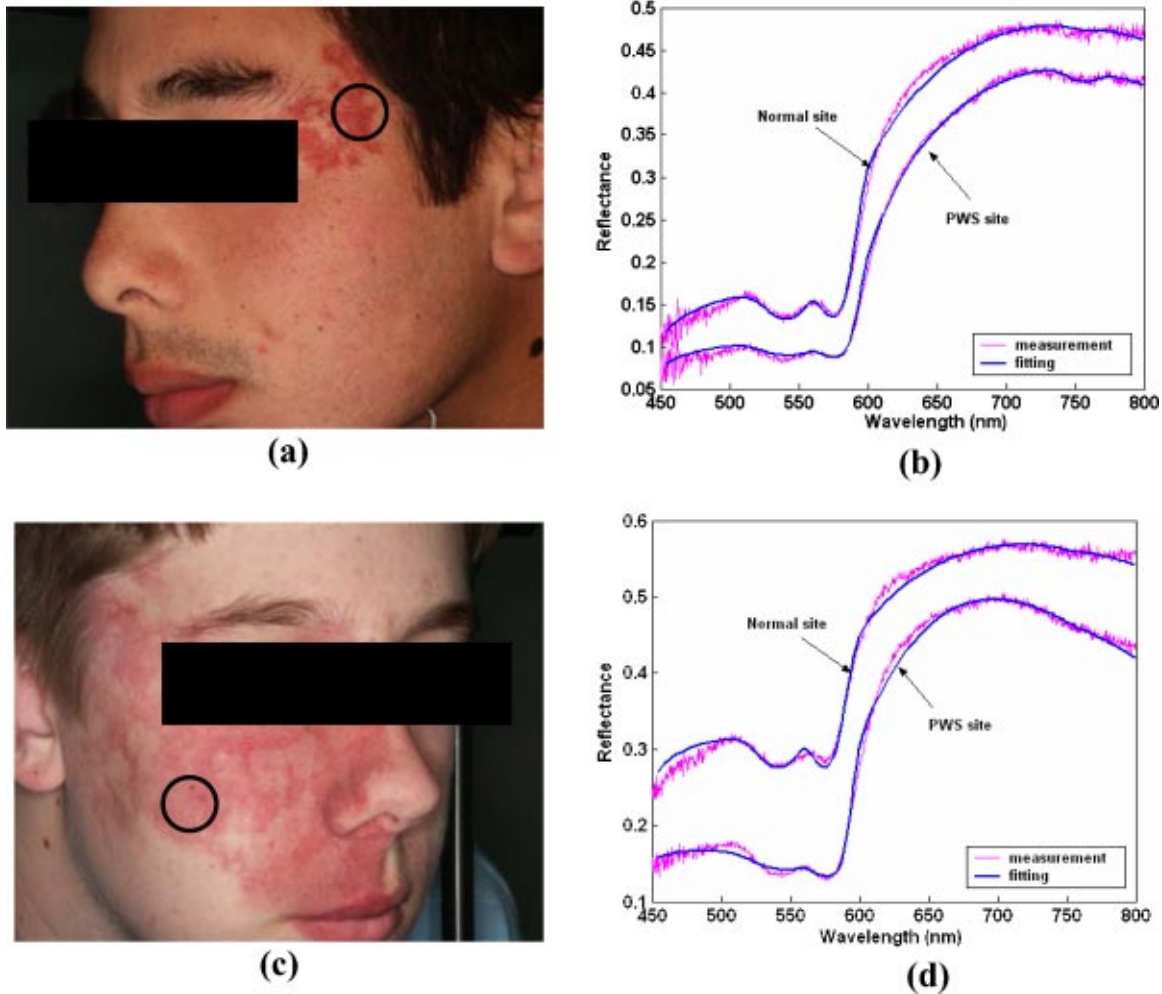 (a)
0.5
0.45
0.4
0.35
0.3
0.25
0.2
0.15
0.1
0.05
Reflectance
Normal site
PWS site
measurement
fitting
450 500 550 600 650 700 750 800
Wavelength (nm)
(b)
(c)
0.6
0.5
0.4
0.3
0.2
0.1
Reflectance
Normal site
PWS site
measurement
fitting
450 500 550 600 650 700 750 800
Wavelength (nm)
(d)